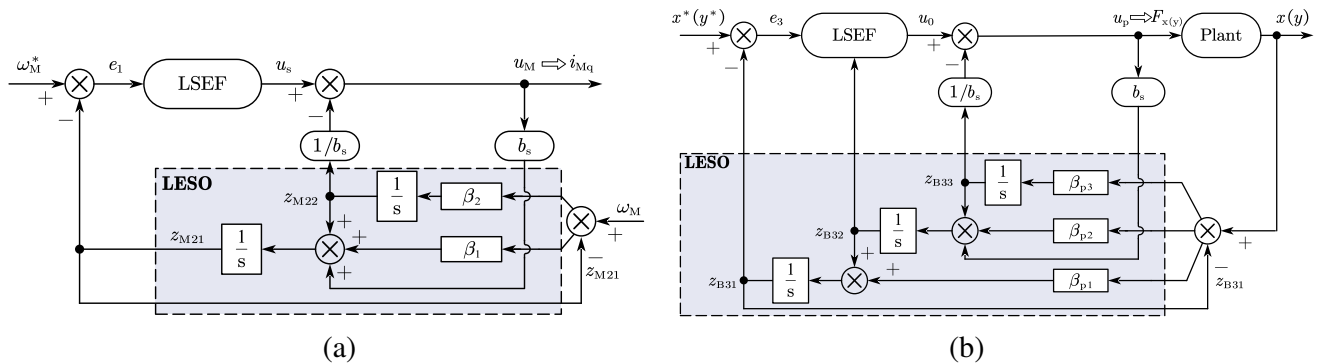 ω*M e1 LSEF us uM ⇒ iMq
+ − + −
1/bs bs
LESO
zM22 1/s β2
ωM
+ +
zM21 1/s + β1
+ − zM21
(a)
x*(y*) e3 LSEF u0 up ⇒ Fx(y) Plant x(y)
+ − + −
1/bs bs
LESO
zB33 1/s βp3
zB32 1/s βp2
+ + +
zB31 1/s βp1 − zB31
(b)